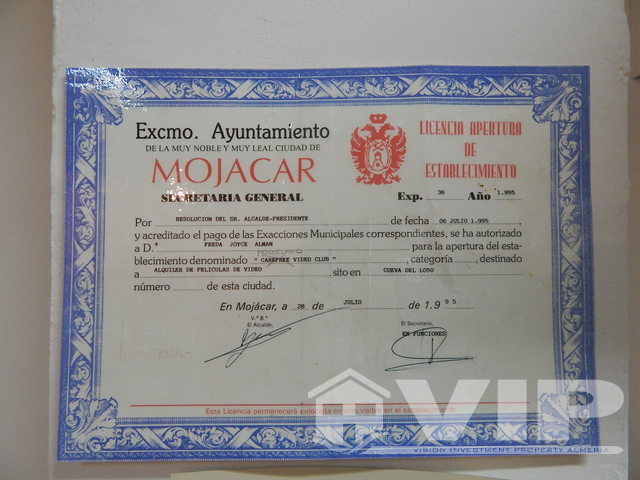 Excmo. Ayuntamiento
DE LA MUY NOBLE Y MUY LEAL CIUDAD DE
MOJACAR
SECRETARIA GENERAL
LICENCIA APERTURA
DE
ESTABLECIMIENTO
Exp. 36 Año 1.995
Por RESOLUCION DEL SR. ALCALDE-PRESIDENTE de fecha 06 JULIO 1.995,
y acreditado el pago de las Exacciones Municipales correspondientes, se ha autorizado
a D.ª FREDA JOYCE ALMAN para la apertura del esta-
blecimiento denominado "CAREFREE VIDEO CLUB", categoría , destinado
a ALQUILER DE PELICULAS DE VIDEO , sito en CUEVA DEL LOBO
número de esta ciudad.
En Mojácar, a 28 de JULIO de 1.995
V.º B.º
El Alcalde,
El Secretario,
EN FUNCIONES
Esta Licencia permanecerá colocada en sitio visible en el establecimiento
VIP
VISION INVESTMENT PROPERTY ALMERIA